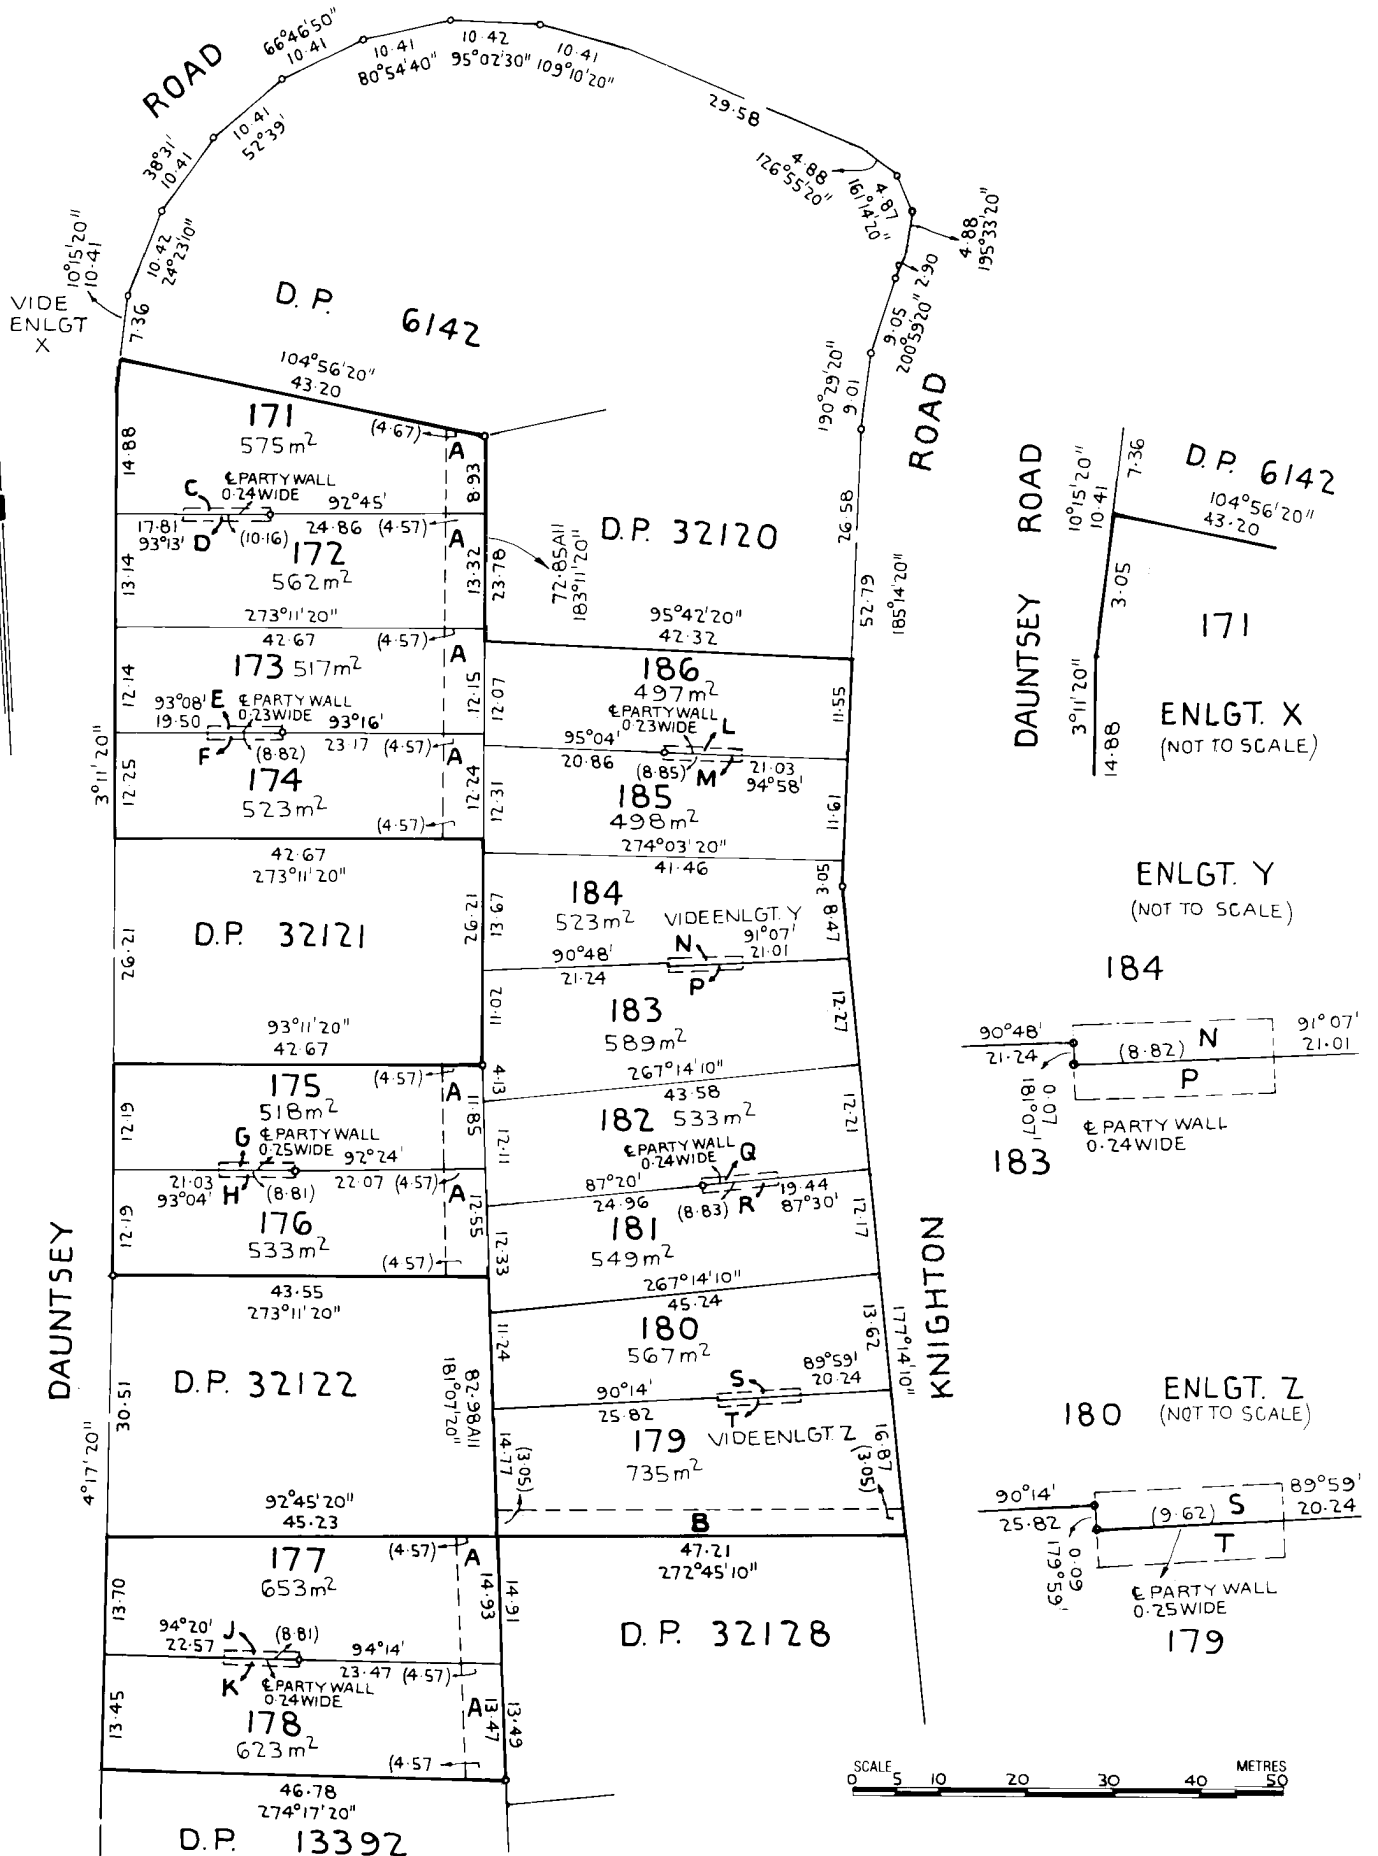 ROAD
66°46'50"
10·41
10·41
80°54'40"
10·42
95°02'30"
10·41
109°10'20"
10·41
52°39'
38°31'
10·41
29·58
4·88
126°55'20"
4·87
161°14'20"
4·88
195°33'20"
10°15'20"
10·41
10·42
24°23'10"
2·90
9·05
200°59'20"
VIDE
ENLGT
X
7·36
D. P. 6142
104°56'20"
43·20
190°29'20"
9·01
ROAD
171
575m²
(4·67)
A
14·88
8·93
C
℄ PARTY WALL
0·24 WIDE
92°45'
17·81
93°13'
D
(10·16)
24·86
(4·57)
A
172
562m²
13·14
13·32
23·78
72·85All
183°11'20"
D.P. 32120
26·58
52·79
185°14'20"
273°11'20"
42·67
(4·57)
A
95°42'20"
42·32
173 517m²
12·14
12·15
12·07
93°08'
19·50
E
℄ PARTY WALL
0·23 WIDE
93°16'
F
(8·82)
23·17
(4·57)
A
3°11'20"
12·25
174
523m²
12·24
12·31
(4·57)
186
497m²
℄ PARTY WALL
0·23 WIDE
L
11·55
95°04'
20·86
(8·85)
M
21·03
94°58'
185
498m²
11·61
274°03'20"
41·46
3·05
42·67
273°11'20"
D.P. 32121
26·21
26·21
13·67
184
523m²
VIDE ENLGT. Y
8·47
90°48'
21·24
N
P
91°07'
21·01
20·11
183
589m²
12·27
93°11'20"
42·67
267°14'10"
43·58
4·13
175
518m²
(4·57)
A
12·19
11·85
G
℄ PARTY WALL
0·25 WIDE
92°24'
21·03
93°04'
H
(8·81)
22·07
(4·57)
A
176
533m²
12·19
12·55
(4·57)
182 533m²
12·11
12·21
℄ PARTY WALL
0·24 WIDE
Q
87°20'
24·96
(8·83)
R
19·44
87°30'
181
549m²
12·33
12·17
267°14'10"
45·24
DAUNTSEY
43·55
273°11'20"
D.P. 32122
30·51
4°17'20"
82·98All
181°07'20"
11·24
180
567m²
13·62
177°14'10"
KNIGHTON
90°14'
25·82
S
T
89°59'
20·24
179
VIDE ENLGT. Z
735m²
14·77
(3·05)
16·87
(3·05)
92°45'20"
45·23
B
47·21
272°45'10"
177
653m²
(4·57)
A
13·70
14·93
14·91
94°20'
22·57
J
(8·81)
94°14'
K
℄ PARTY WALL
0·24 WIDE
23·47
(4·57)
A
178
623m²
13·45
13·47
13·49
(4·57
46·78
274°17'20"
D.P. 13392
D.P. 32128
DAUNTSEY ROAD
10°15'20"
10·41
7·36
D.P. 6142
104°56'20"
43·20
3·05
171
3°11'20"
14·88
ENLGT. X
(NOT TO SCALE)
ENLGT. Y
(NOT TO SCALE)
184
90°48'
21·24
(8·82)
N
P
91°07'
21·01
0·07
181°07'
℄ PARTY WALL
0·24 WIDE
183
ENLGT. Z
180
(NOT TO SCALE)
90°14'
25·82
(9·62)
S
T
89°59'
20·24
0·09
179°59'
℄ PARTY WALL
0·25 WIDE
179
SCALE
METRES
0 5 10 20 30 40 50